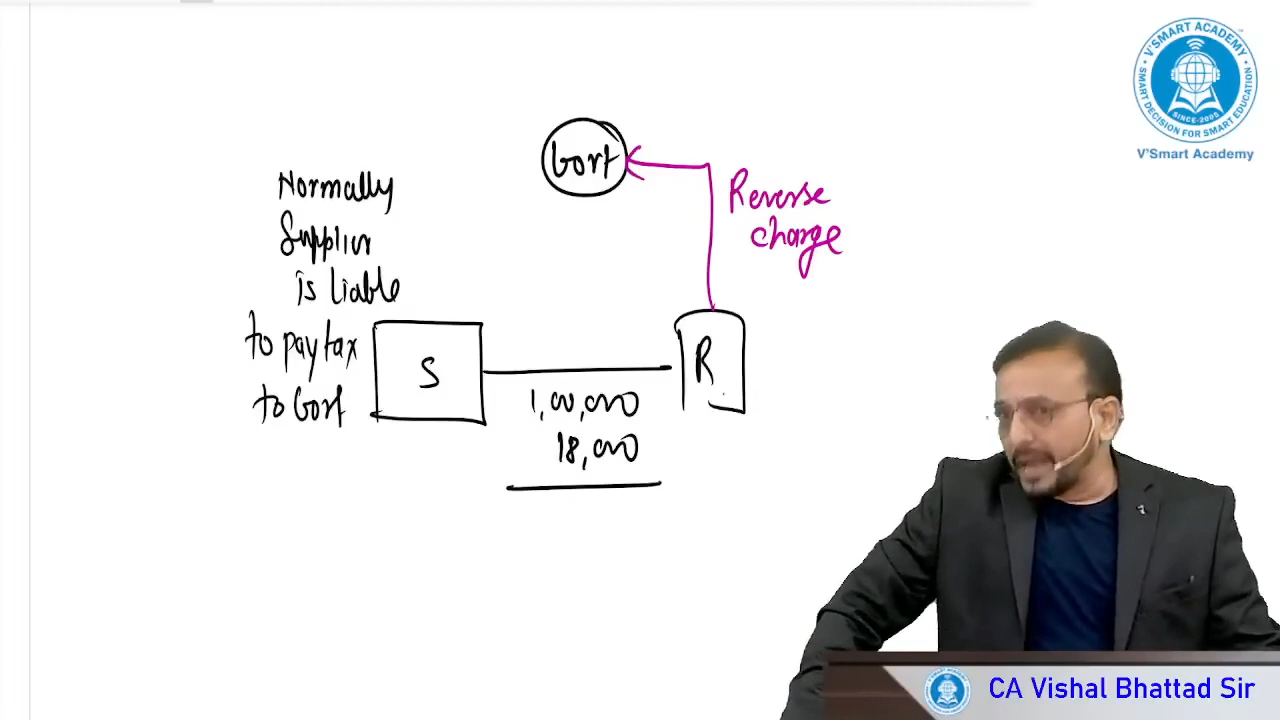 V'SMART ACADEMY
SMART DECISION FOR SMART EDUCATION
SINCE-2005
V'Smart Academy
Govt
Normally
Supplier
is liable
to pay tax
to Govt
Reverse
charge
S
R
1,00,000
18,000
CA Vishal Bhattad Sir